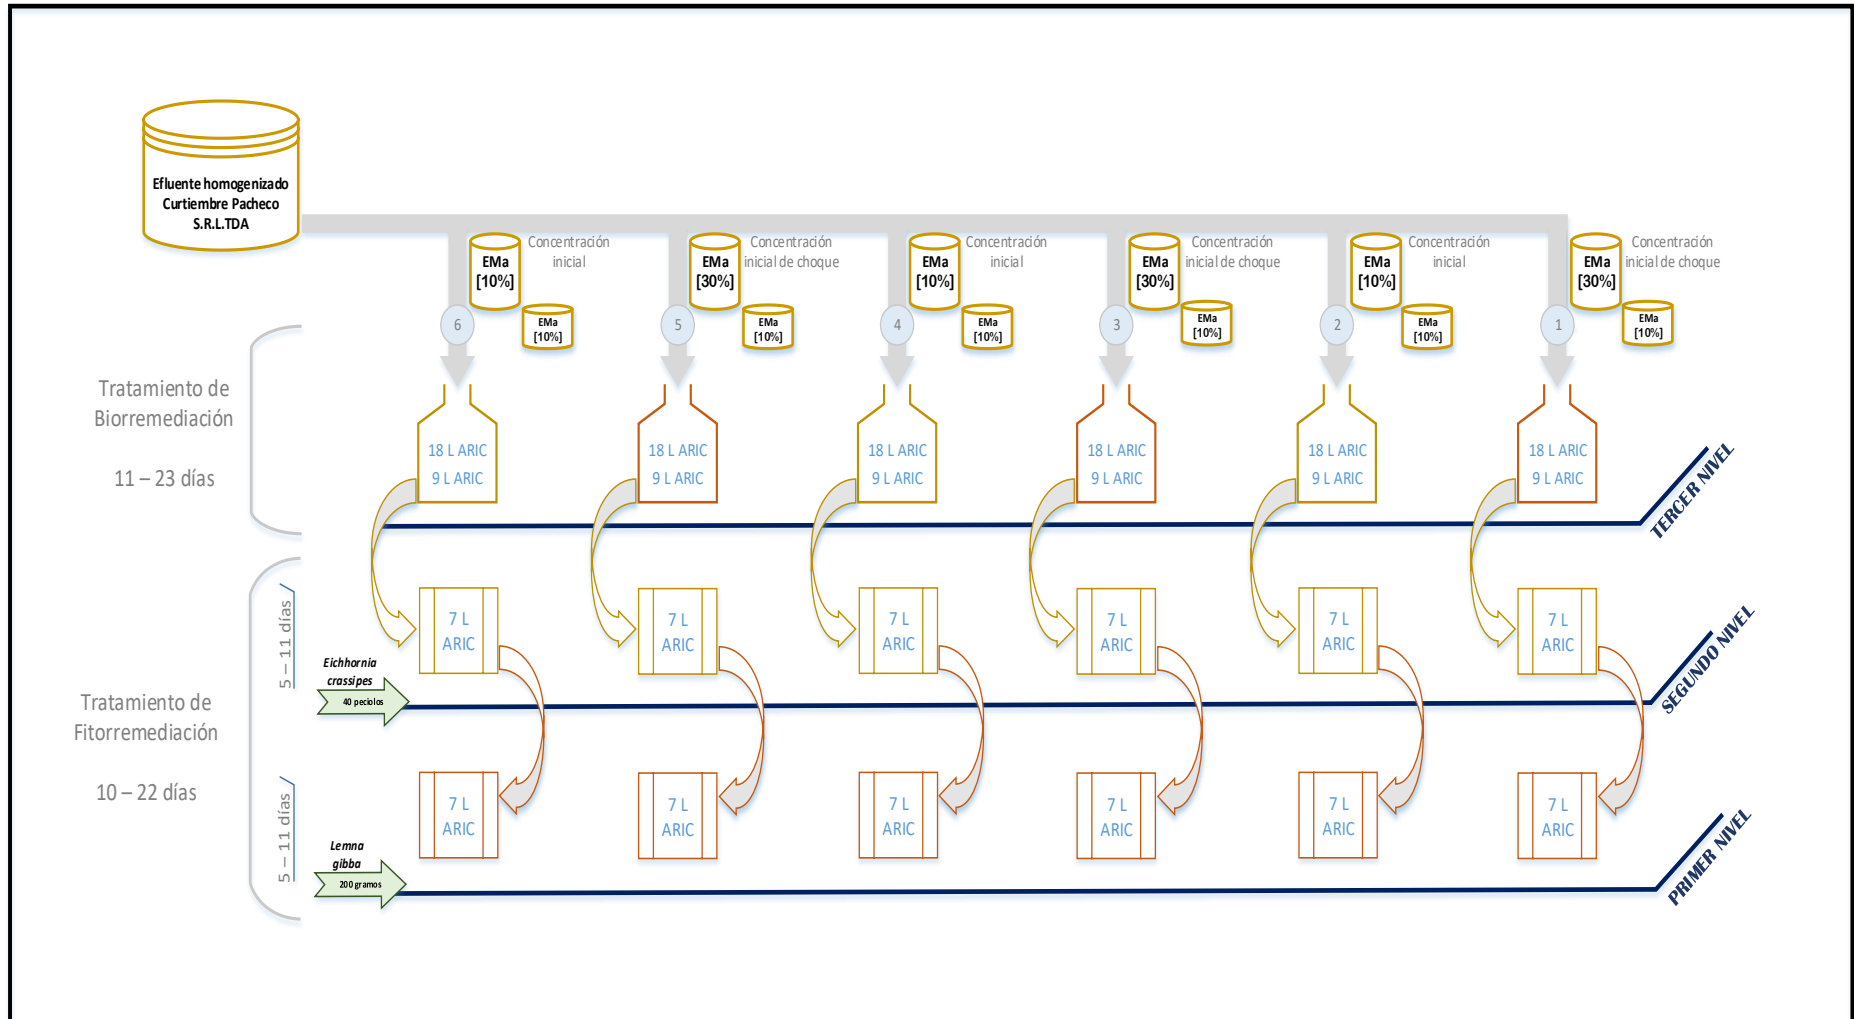 Efluente homogenizado
Curtiembre Pacheco
S.R.L.TDA
EMa
[10%]
Concentración
inicial
EMa
[10%]
6
EMa
[30%]
Concentración
inicial de choque
EMa
[10%]
5
EMa
[10%]
Concentración
inicial
EMa
[10%]
4
EMa
[30%]
Concentración
inicial de choque
EMa
[10%]
3
EMa
[10%]
Concentración
inicial
EMa
[10%]
2
EMa
[30%]
Concentración
inicial de choque
EMa
[10%]
1
Tratamiento de
Biorremediación
11 – 23 días
18 L ARIC
9 L ARIC
18 L ARIC
9 L ARIC
18 L ARIC
9 L ARIC
18 L ARIC
9 L ARIC
18 L ARIC
9 L ARIC
18 L ARIC
9 L ARIC
TERCER NIVEL
Tratamiento de
Fitorremediación
10 – 22 días
5 – 11 días
Eichhornia
crassipes
40 peciolos
7 L
ARIC
7 L
ARIC
7 L
ARIC
7 L
ARIC
7 L
ARIC
7 L
ARIC
SEGUNDO NIVEL
5 – 11 días
Lemna
gibba
200 gramos
7 L
ARIC
7 L
ARIC
7 L
ARIC
7 L
ARIC
7 L
ARIC
7 L
ARIC
PRIMER NIVEL